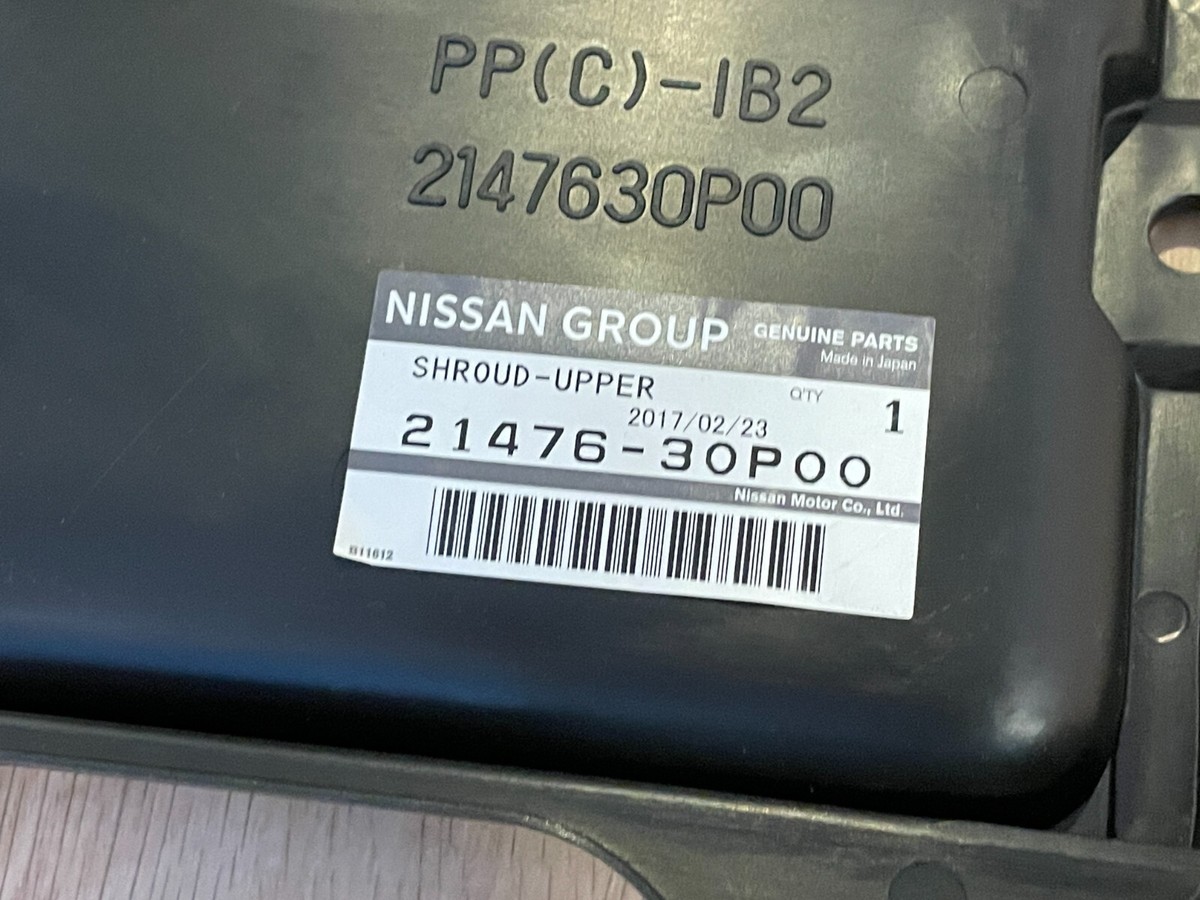 PP(C)-IB2
2147630P00
NISSAN GROUP GENUINE PARTS
Made in Japan
SHROUD-UPPER Q'TY 1
2017/02/23
21476-30P00
Nissan Motor Co., Ltd.
B11612